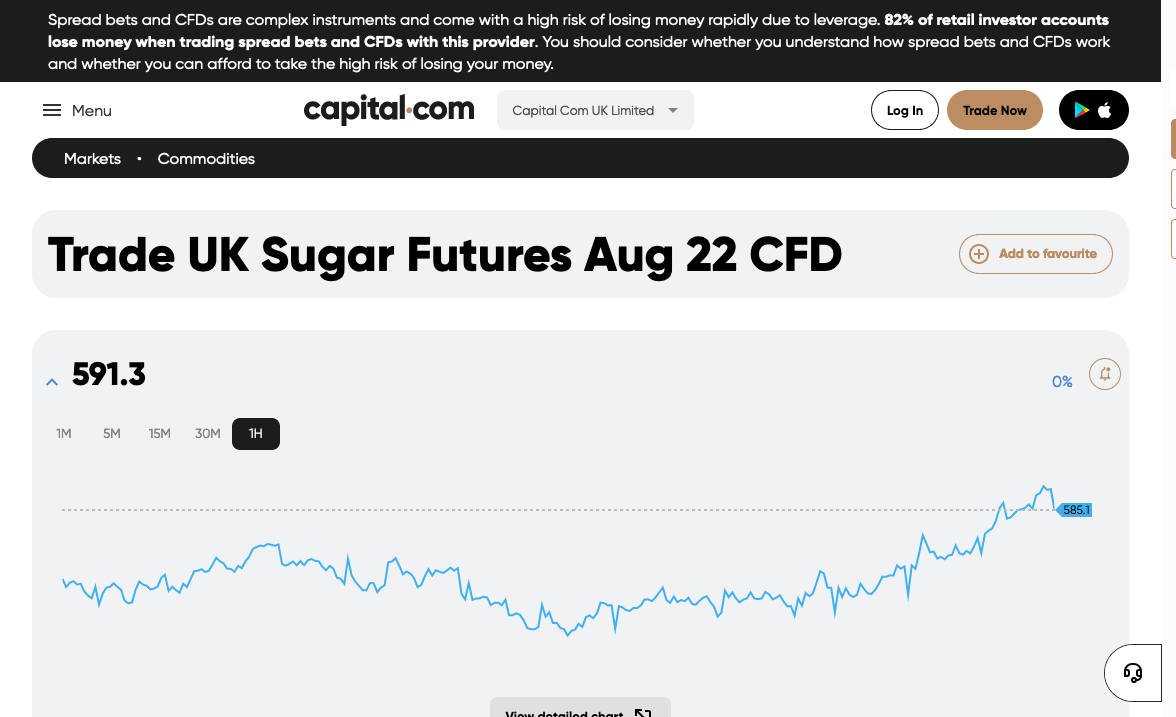 Spread bets and CFDs are complex instruments and come with a high risk of losing money rapidly due to leverage. 82% of retail investor accounts
lose money when trading spread bets and CFDs with this provider. You should consider whether you understand how spread bets and CFDs work
and whether you can afford to take the high risk of losing your money.
Menu
capital.com
Capital Com UK Limited
Log In
Trade Now
Markets • Commodities
Trade UK Sugar Futures Aug 22 CFD
Add to favourite
591.3
0%
1M 5M 15M 30M 1H
585.1
View detailed chart